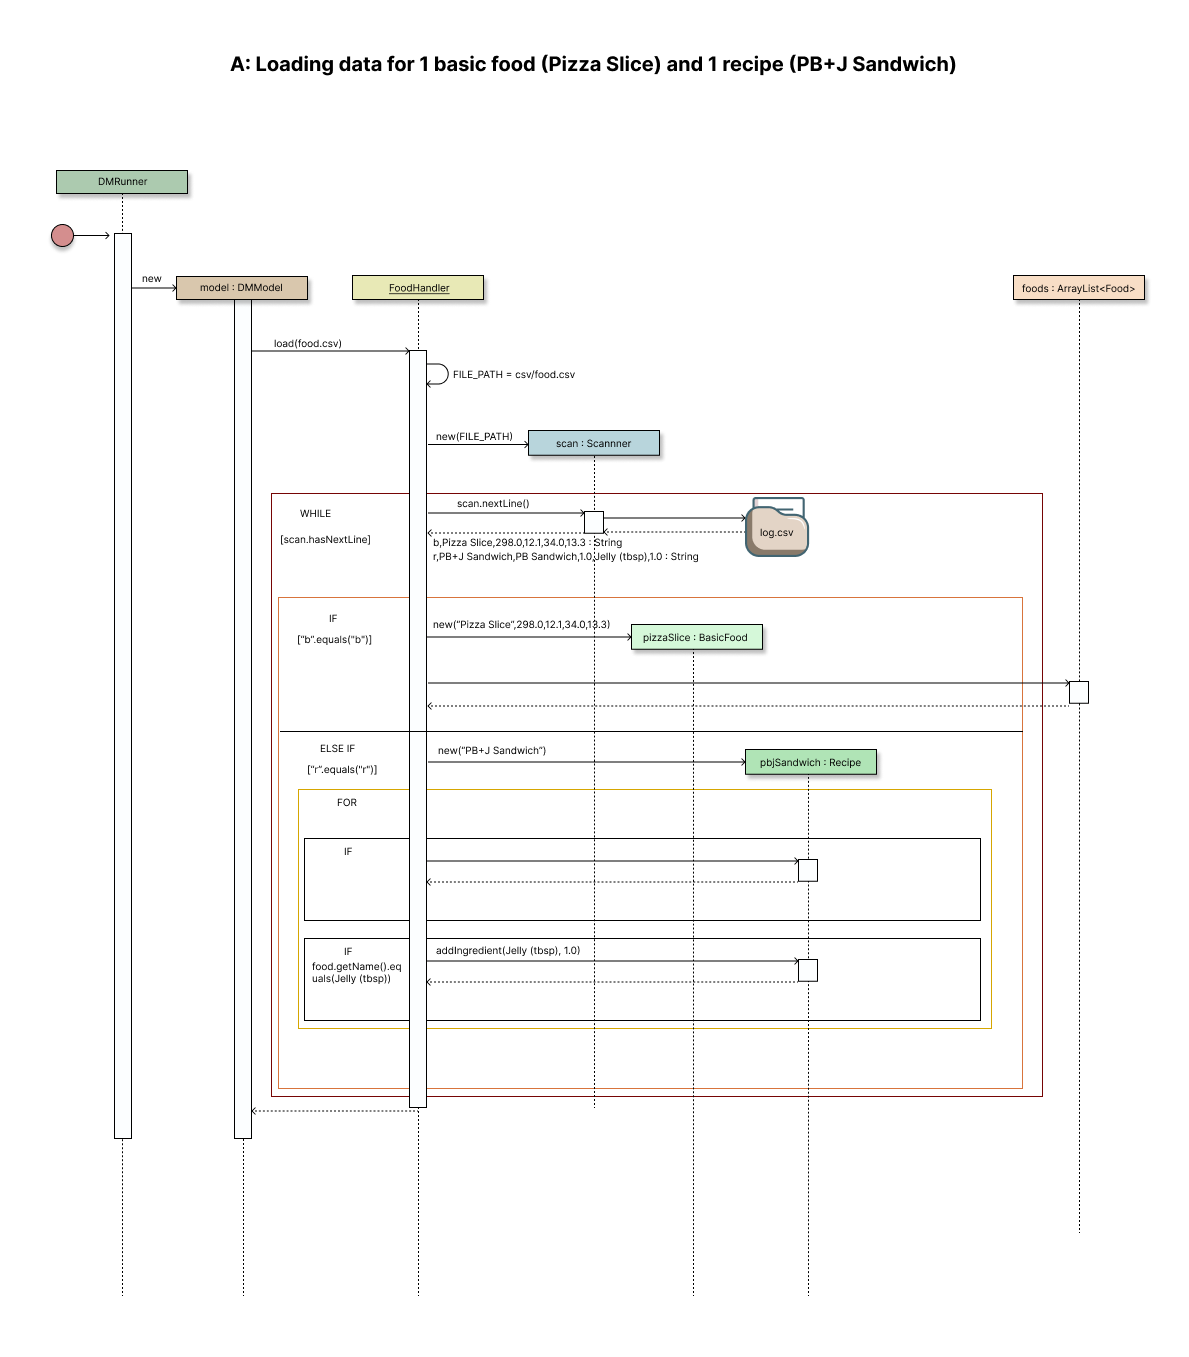 A: Loading data for 1 basic food (Pizza Slice) and 1 recipe (PB+J Sandwich)
DMRunner
new
model : DMModel
FoodHandler
foods : ArrayList<Food>
load(food.csv)
FILE_PATH = csv/food.csv
new(FILE_PATH)
scan : Scannner
WHILE
[scan.hasNextLine]
scan.nextLine()
log.csv
b,Pizza Slice,298.0,12.1,34.0,13.3 : String
r,PB+J Sandwich,PB Sandwich,1.0,Jelly (tbsp),1.0 : String
IF
["b".equals("b")]
new("Pizza Slice",298.0,12.1,34.0,13.3)
pizzaSlice : BasicFood
ELSE IF
["r".equals("r")]
new("PB+J Sandwich")
pbjSandwich : Recipe
FOR
IF
IF
food.getName().eq
uals(Jelly (tbsp))
addIngredient(Jelly (tbsp), 1.0)